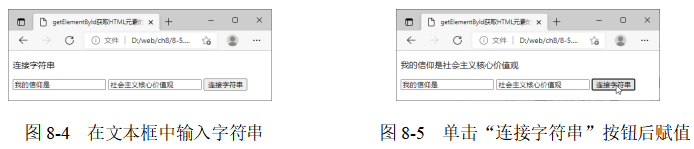 getElementById获取HTML元素的
文件 D:/web/ch8/8-5....
连接字符串
我的信仰是 社会主义核心价值观 连接字符串
图 8-4 在文本框中输入字符串
getElementById获取HTML元素的
文件 D:/web/ch8/8-5....
我的信仰是社会主义核心价值观
我的信仰是 社会主义核心价值观 连接字符串
图 8-5 单击“连接字符串”按钮后赋值